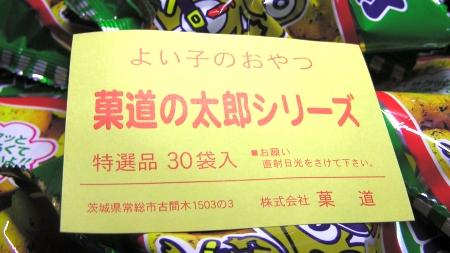 よい子のおやつ
菓道の太郎シリーズ
特選品 30袋入
■お願い
直射日光をさけて下さい。
茨城県常総市古間木1503の3 株式会社 菓道